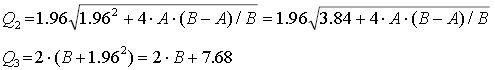 Q₂ = 1.96√(1.96² + 4·A·(B−A)/B) = 1.96√(3.84 + 4·A·(B−A)/B)
Q₃ = 2·(B+1.96²) = 2·B + 7.68